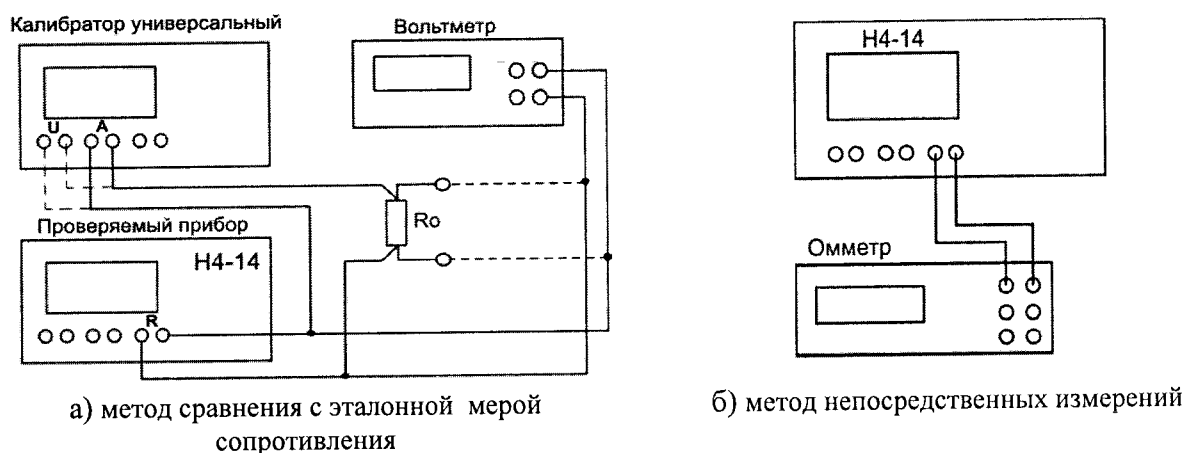 Калибратор универсальный
Вольтметр
U A
Ro
Проверяемый прибор
Н4-14
R
а) метод сравнения с эталонной мерой
сопротивления
Н4-14
Омметр
б) метод непосредственных измерений